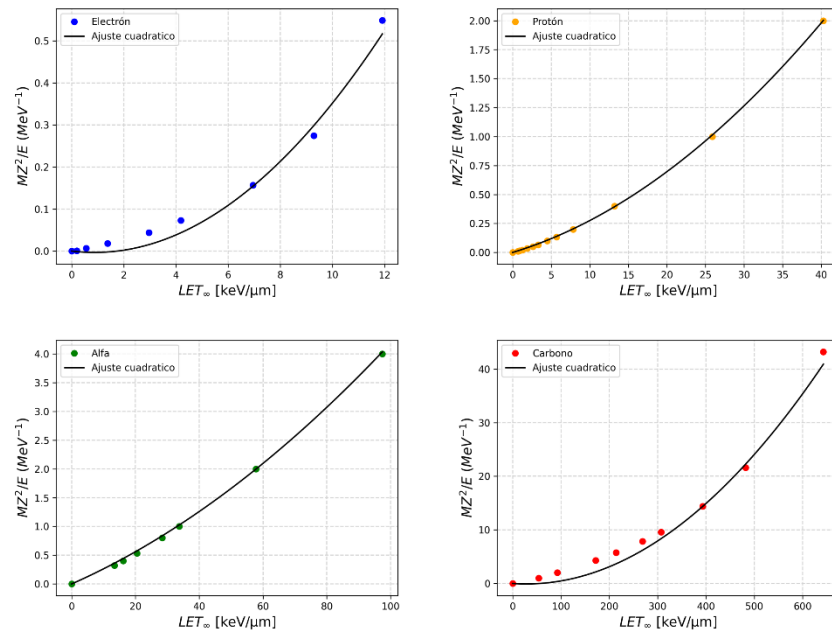 Electrón
Ajuste cuadratico
0.5
0.4
0.3
0.2
0.1
0.0
MZ²/E (MeV⁻¹)
0 2 4 6 8 10 12
LET∞ [keV/μm]
Protón
Ajuste cuadratico
2.00
1.75
1.50
1.25
1.00
0.75
0.50
0.25
0.00
MZ²/E (MeV⁻¹)
0 5 10 15 20 25 30 35 40
LET∞ [keV/μm]
Alfa
Ajuste cuadratico
4.0
3.5
3.0
2.5
2.0
1.5
1.0
0.5
0.0
MZ²/E (MeV⁻¹)
0 20 40 60 80 100
LET∞ [keV/μm]
Carbono
Ajuste cuadratico
40
30
20
10
0
MZ²/E (MeV⁻¹)
0 100 200 300 400 500 600
LET∞ [keV/μm]